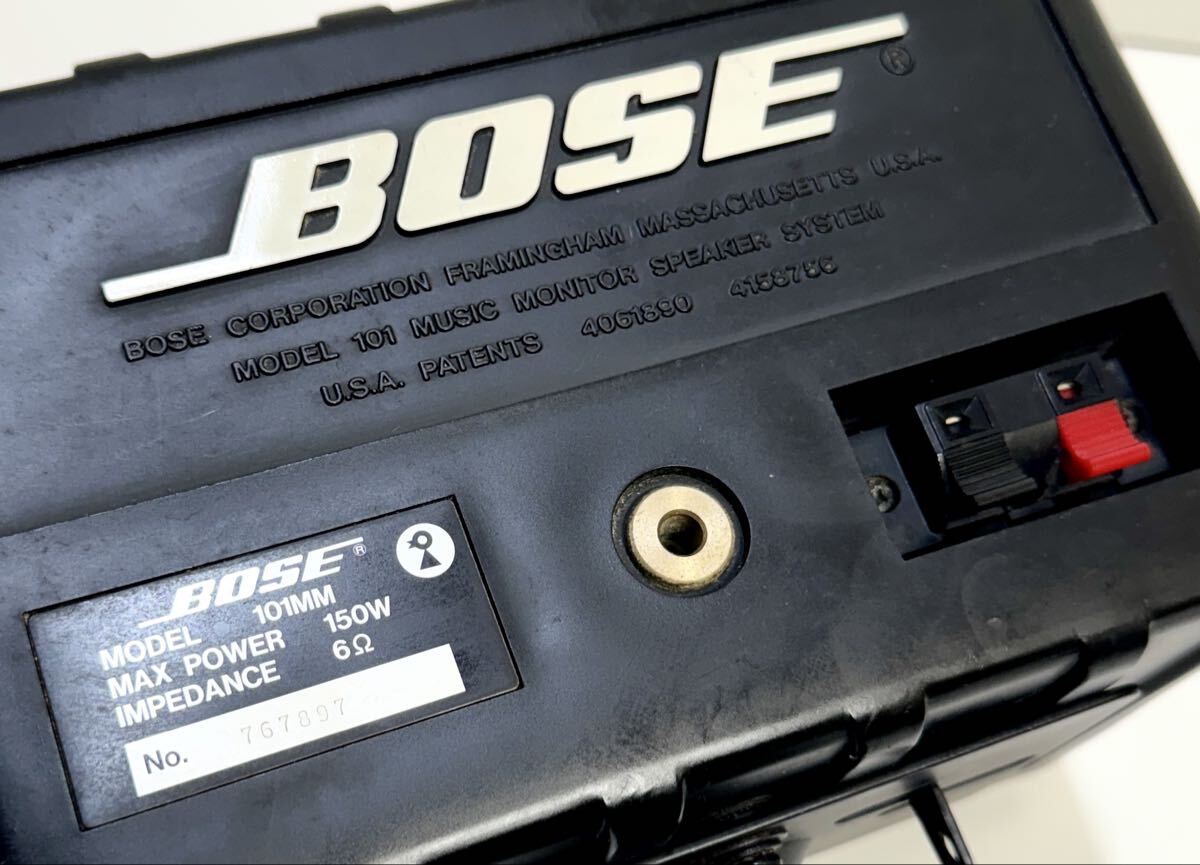 BOSE®
BOSE CORPORATION FRAMINGHAM MASSACHUSETTS U.S.A.
MODEL 101 MUSIC MONITOR SPEAKER SYSTEM
U.S.A. PATENTS 4061890 4158756
BOSE®
MODEL 101MM
MAX POWER 150W
IMPEDANCE 6Ω
No. 767897